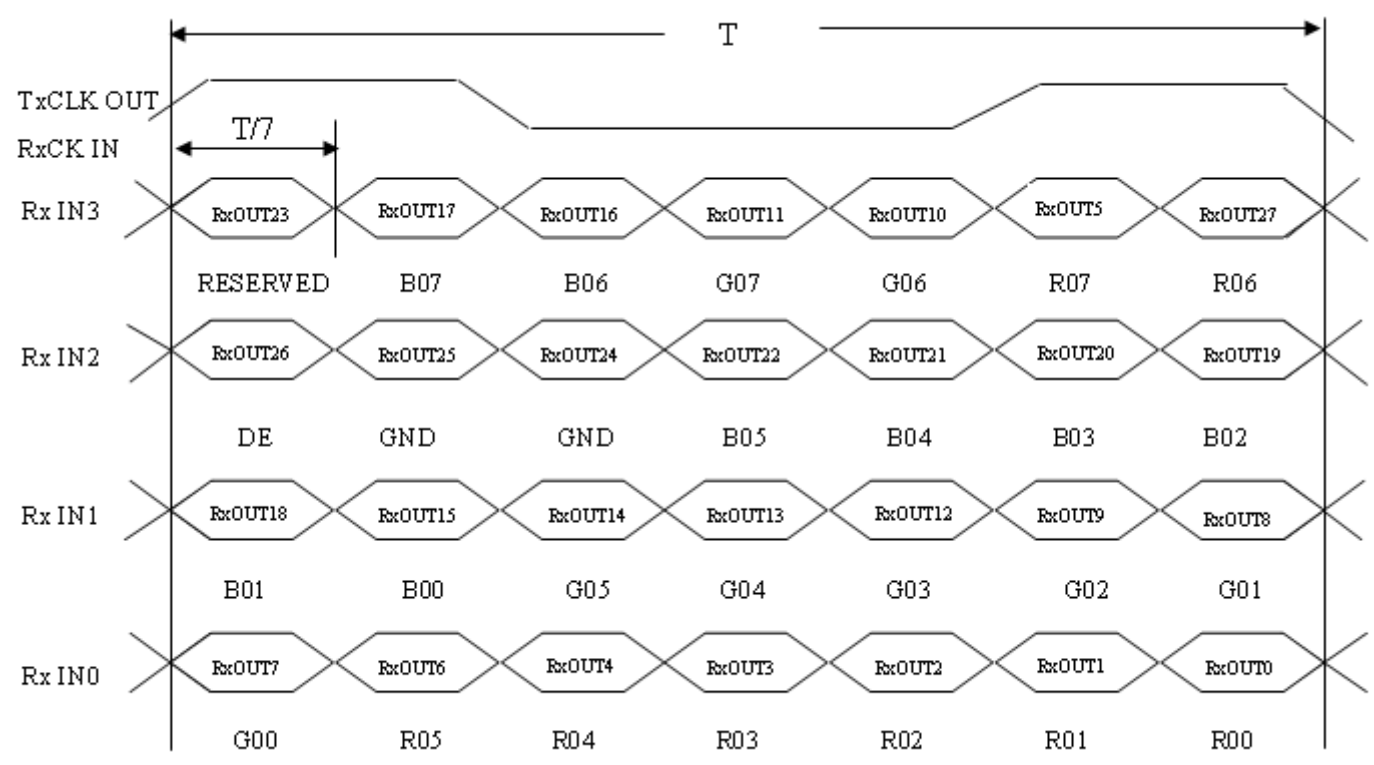 T
TxCLK OUT
T/7
RxCK IN
Rx IN3 RxOUT23 RxOUT17 RxOUT16 RxOUT11 RxOUT10 RxOUT5 RxOUT27
RESERVED B07 B06 G07 G06 R07 R06
Rx IN2 RxOUT26 RxOUT25 RxOUT24 RxOUT22 RxOUT21 RxOUT20 RxOUT19
DE GND GND B05 B04 B03 B02
Rx IN1 RxOUT18 RxOUT15 RxOUT14 RxOUT13 RxOUT12 RxOUT9 RxOUT8
B01 B00 G05 G04 G03 G02 G01
Rx IN0 RxOUT7 RxOUT6 RxOUT4 RxOUT3 RxOUT2 RxOUT1 RxOUT0
G00 R05 R04 R03 R02 R01 R00